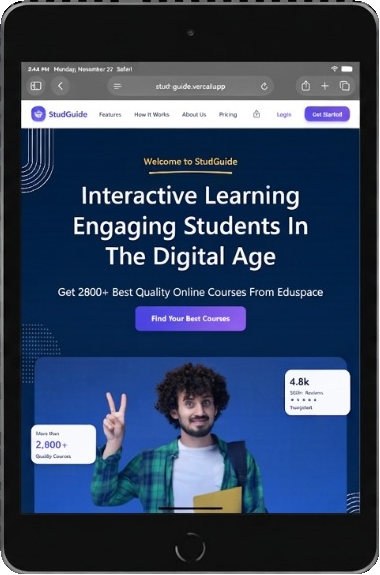 3:44 PM Monday, November 22 Safari
stud-guide.vercel.app
StudGuide Features How It Works About Us Pricing Login Get Started
Welcome to StudGuide
Interactive Learning
Engaging Students In
The Digital Age
Get 2800+ Best Quality Online Courses From Eduspace
Find Your Best Courses
4.8k
Reviews
Trustpilot
More than
2,800+
Quality Courses